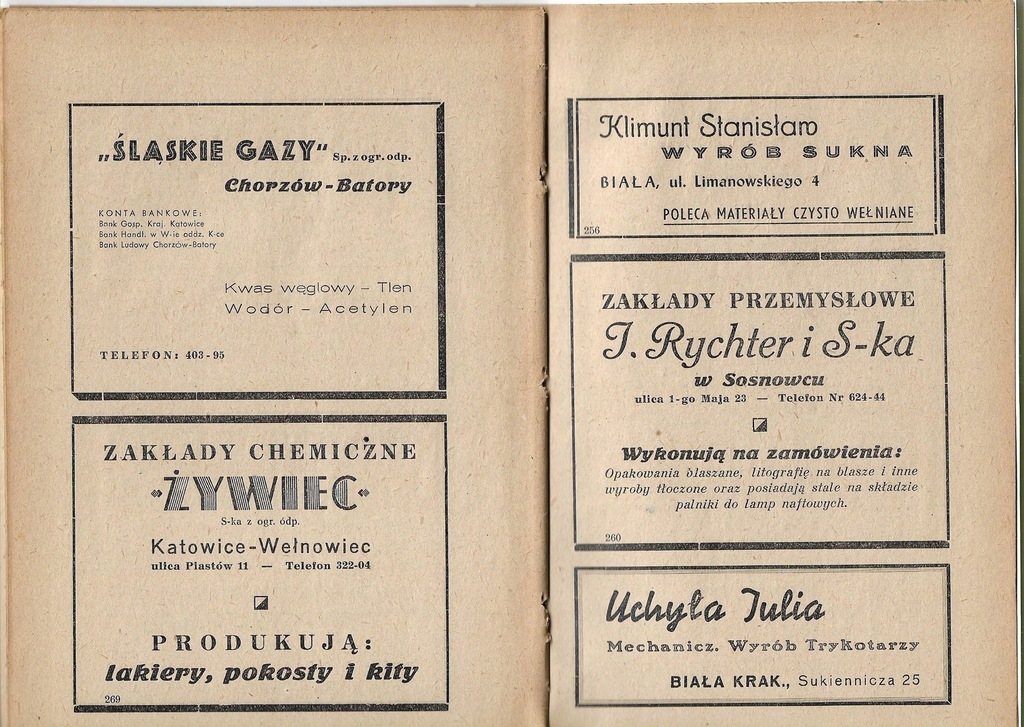 „ŚLĄSKIE GAZY" Sp. z ogr. odp.
Chorzów - Batory
KONTA BANKOWE:
Bank Gosp. Kraj. Katowice
Bank Handl. w W-ie oddz. K-ce
Bank Ludowy Chorzów-Batory
Kwas węglowy – Tlen
Wodór – Acetylen
TELEFON: 403-95
ZAKŁADY CHEMICZNE
«ŻYWIEC»
S-ka z ogr. ódp.
Katowice-Wełnowiec
ulica Piastów 11 — Telefon 322-04
PRODUKUJĄ:
lakiery, pokosty i kity
269
Klimunt Stanisław
WYRÓB SUKNA
BIAŁA, ul. Limanowskiego 4
POLECA MATERIAŁY CZYSTO WEŁNIANE
256
ZAKŁADY PRZEMYSŁOWE
J. Rychter i S-ka
w Sosnowcu
ulica 1-go Maja 23 — Telefon Nr 624-44
Wykonują na zamówienia:
Opakowania blaszane, litografię na blasze i inne
wyroby tłoczone oraz posiadają stale na składzie
palniki do lamp naftowych.
260
Uchyła Julia
Mechanicz. Wyrób Trykotarzy
BIAŁA KRAK., Sukiennicza 25